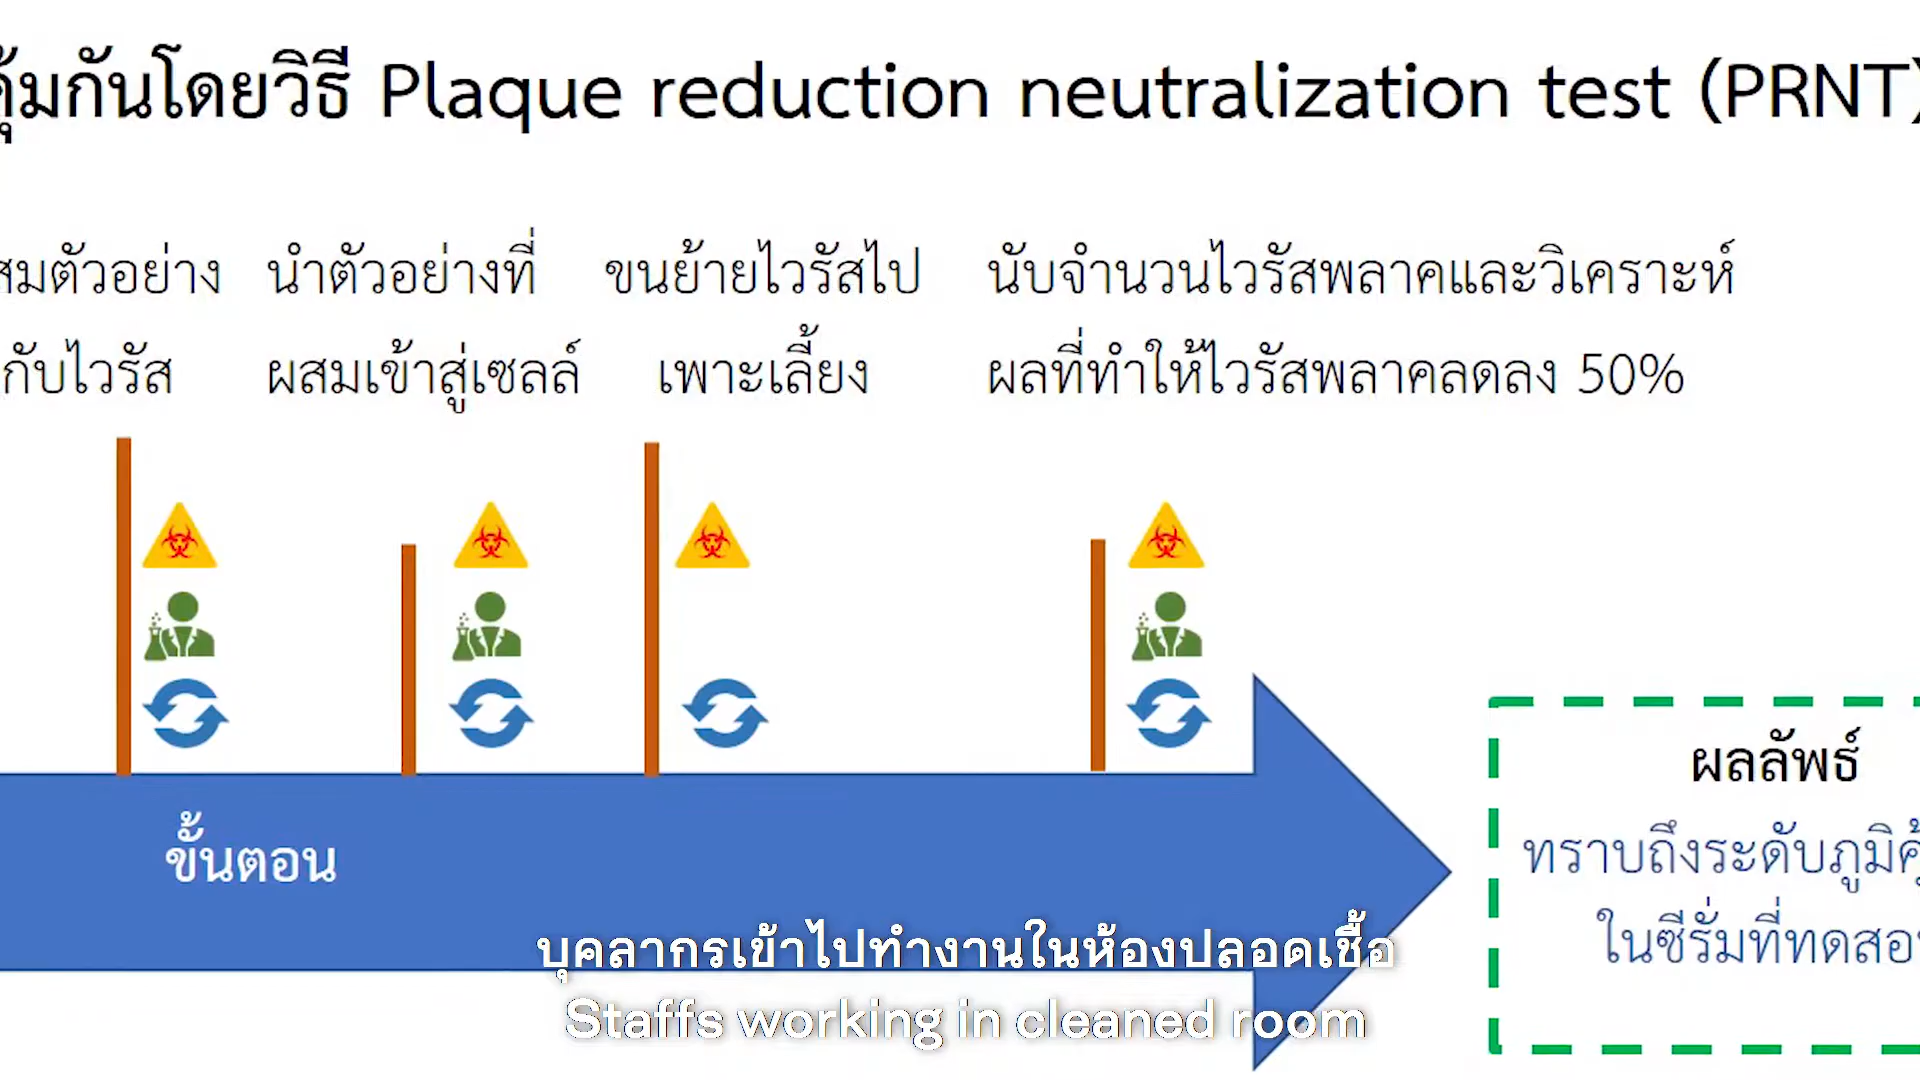 คุ้มกันโดยวิธี Plaque reduction neutralization test (PRNT)
สมตัวอย่าง
กับไวรัส
นำตัวอย่างที่
ผสมเข้าสู่เซลล์
ขนย้ายไวรัสไป
เพาะเลี้ยง
นับจำนวนไวรัสพลาคและวิเคราะห์
ผลที่ทำให้ไวรัสพลาคลดลง 50%
ขั้นตอน
ผลลัพธ์
ทราบถึงระดับภูมิคุ้
ในซีรั่มที่ทดสอ
บุคลากรเข้าไปทำงานในห้องปลอดเชื้อ
Staffs working in cleaned room